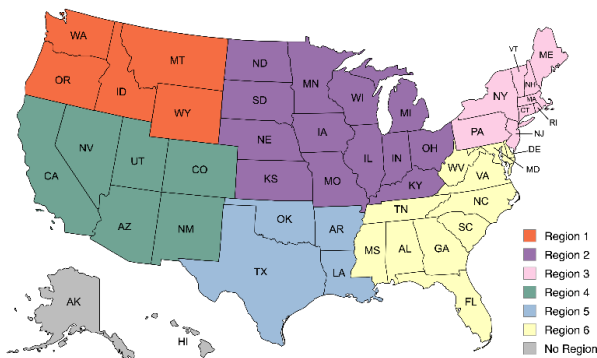 WA
OR
ID
MT
WY
ND
SD
NE
KS
MN
IA
MO
WI
IL
MI
IN
OH
KY
VT
ME
NH
NY
MA
CT
RI
PA
NJ
DE
MD
CA
NV
UT
CO
AZ
NM
OK
TX
AR
LA
WV
VA
NC
TN
SC
MS
AL
GA
FL
AK
HI
Region 1
Region 2
Region 3
Region 4
Region 5
Region 6
No Region